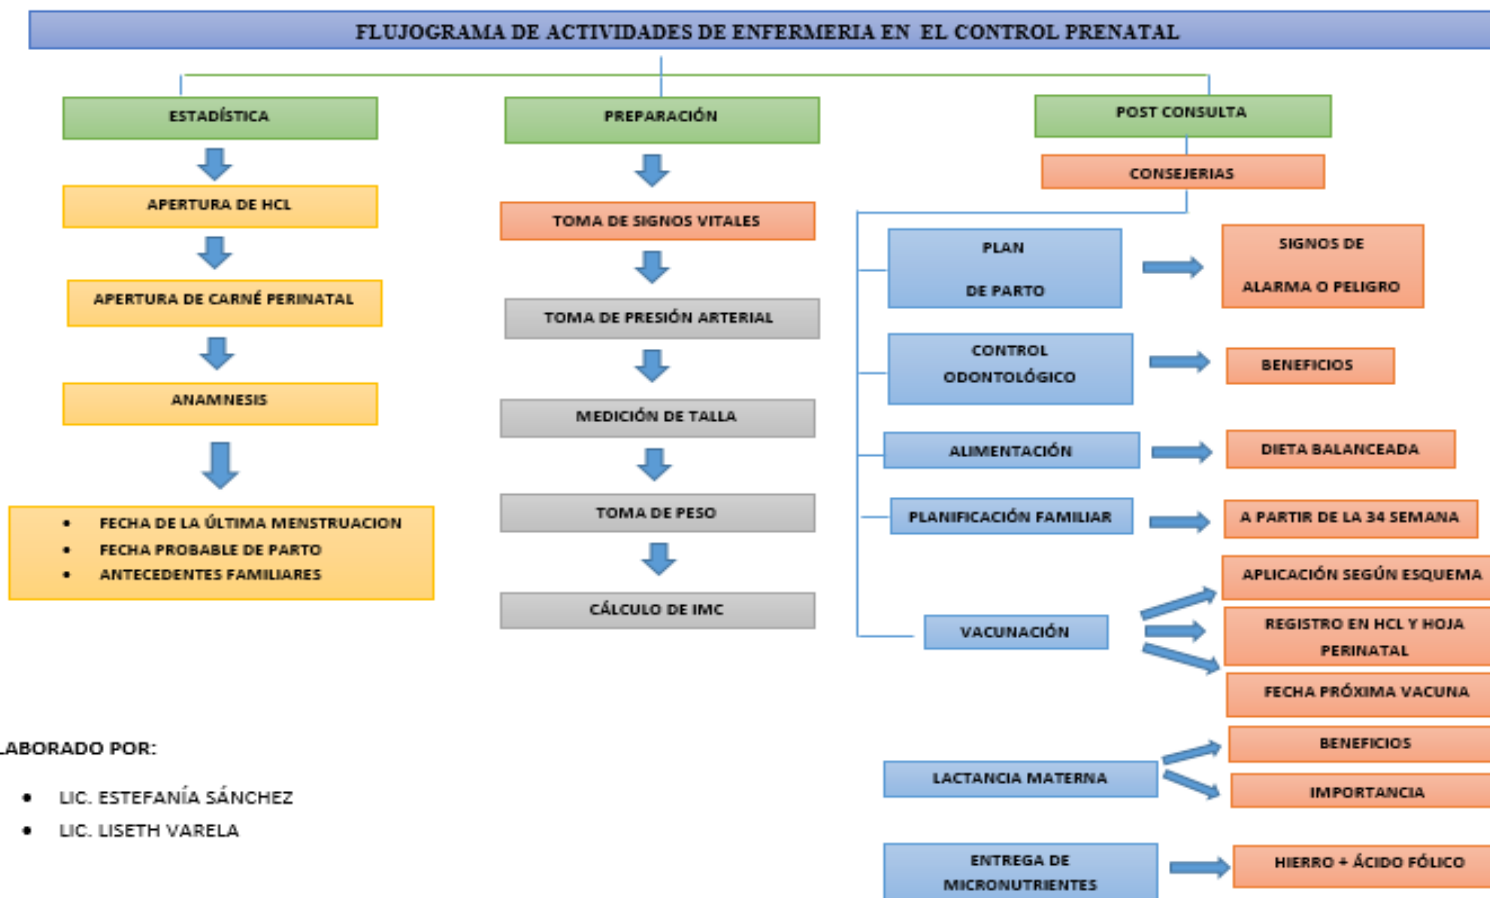 FLUJOGRAMA DE ACTIVIDADES DE ENFERMERIA EN EL CONTROL PRENATAL
ESTADÍSTICA
APERTURA DE HCL
APERTURA DE CARNÉ PERINATAL
ANAMNESIS
• FECHA DE LA ÚLTIMA MENSTRUACION
• FECHA PROBABLE DE PARTO
• ANTECEDENTES FAMILIARES
PREPARACIÓN
TOMA DE SIGNOS VITALES
TOMA DE PRESIÓN ARTERIAL
MEDICIÓN DE TALLA
TOMA DE PESO
CÁLCULO DE IMC
POST CONSULTA
CONSEJERIAS
PLAN
DE PARTO
SIGNOS DE
ALARMA O PELIGRO
CONTROL
ODONTOLÓGICO
BENEFICIOS
ALIMENTACIÓN
DIETA BALANCEADA
PLANIFICACIÓN FAMILIAR
A PARTIR DE LA 34 SEMANA
VACUNACIÓN
APLICACIÓN SEGÚN ESQUEMA
REGISTRO EN HCL Y HOJA
PERINATAL
FECHA PRÓXIMA VACUNA
LACTANCIA MATERNA
BENEFICIOS
IMPORTANCIA
ENTREGA DE
MICRONUTRIENTES
HIERRO + ÁCIDO FÓLICO
LABORADO POR:
• LIC. ESTEFANÍA SÁNCHEZ
• LIC. LISETH VARELA